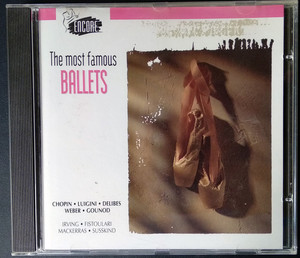 ENCORE
The most famous
BALLETS
CHOPIN • LUIGINI • DELIBES
WEBER • GOUNOD
IRVING • FISTOULARI
MACKERRAS • SUSSKIND